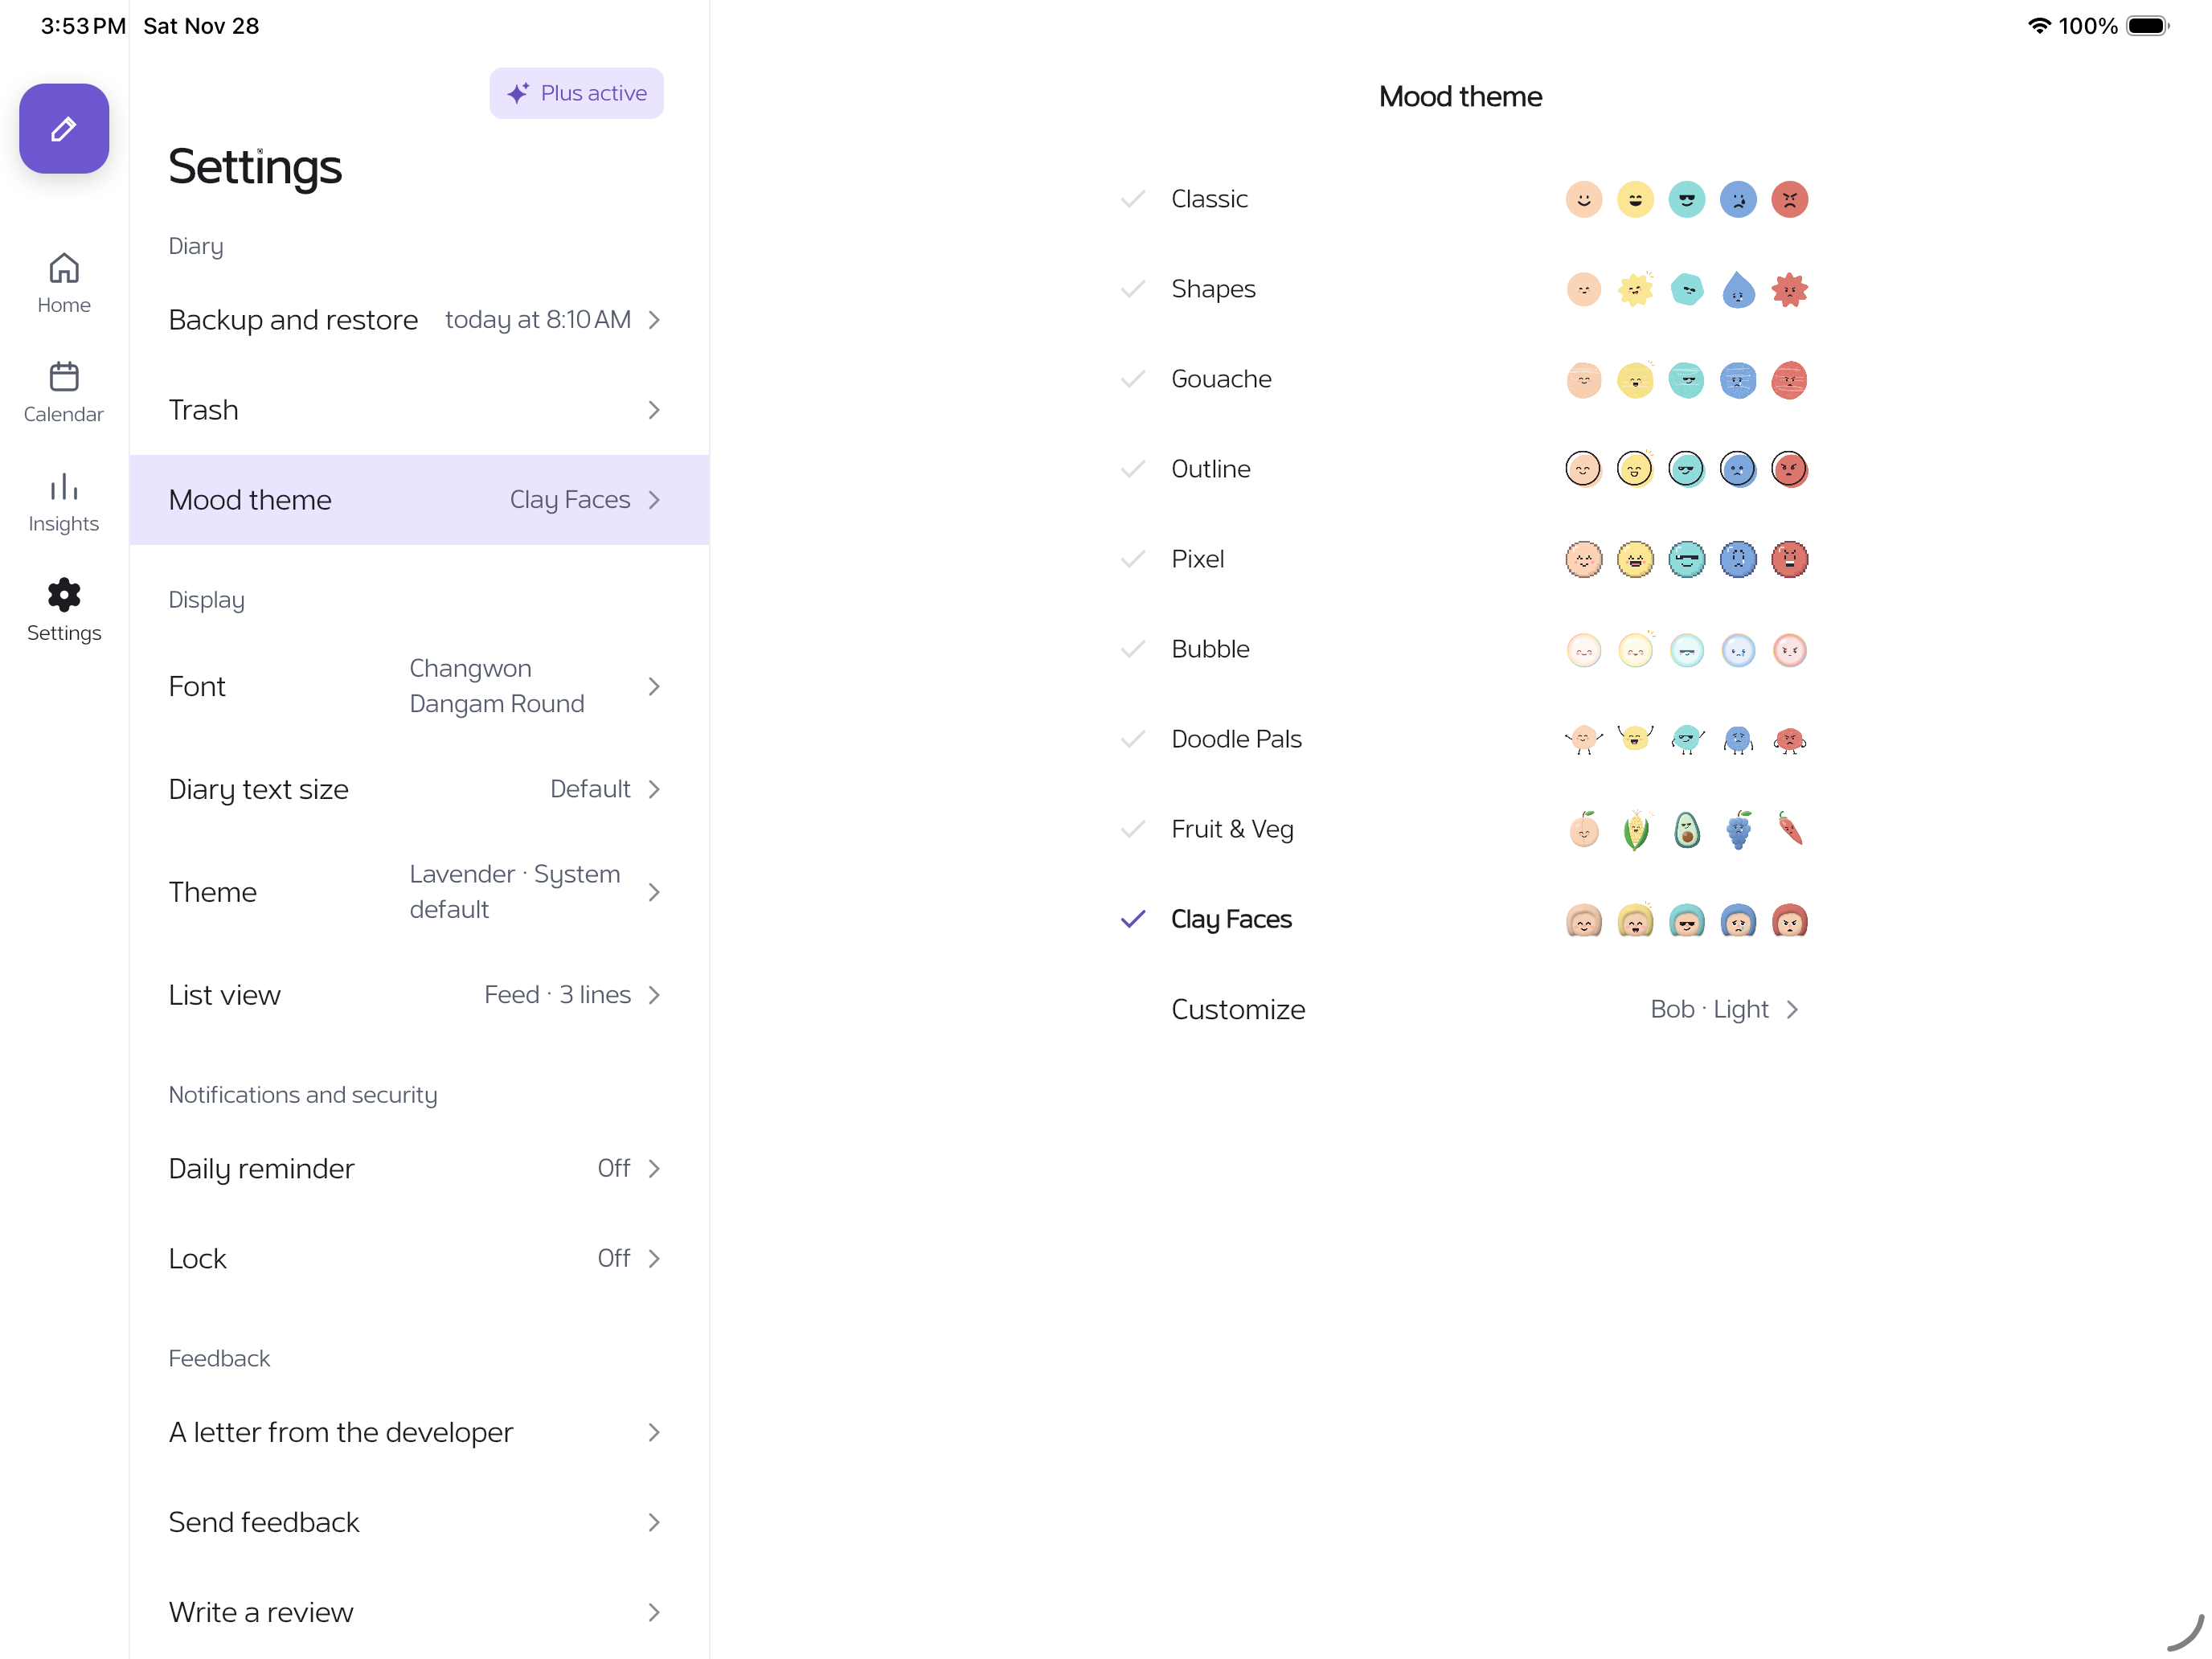 3:53 PM Sat Nov 28
100%
Plus active
Settings
Home
Calendar
Insights
Settings
Diary
Backup and restore today at 8:10 AM
Trash
Mood theme Clay Faces
Display
Font Changwon
Dangam Round
Diary text size Default
Theme Lavender · System
default
List view Feed · 3 lines
Notifications and security
Daily reminder Off
Lock Off
Feedback
A letter from the developer
Send feedback
Write a review
Mood theme
Classic
Shapes
Gouache
Outline
Pixel
Bubble
Doodle Pals
Fruit & Veg
Clay Faces
Customize Bob · Light